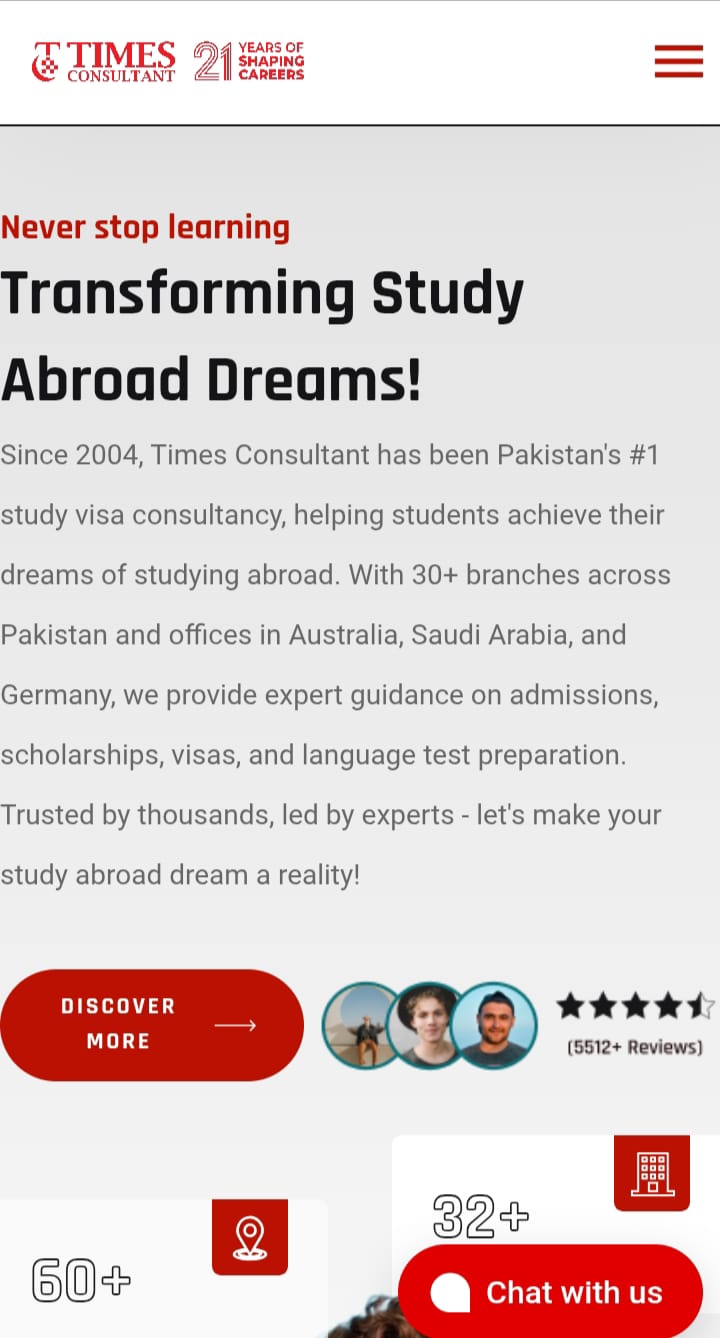 TIMES
CONSULTANT
21
YEARS OF
SHAPING
CAREERS
Never stop learning
Transforming Study
Abroad Dreams!
Since 2004, Times Consultant has been Pakistan's #1
study visa consultancy, helping students achieve their
dreams of studying abroad. With 30+ branches across
Pakistan and offices in Australia, Saudi Arabia, and
Germany, we provide expert guidance on admissions,
scholarships, visas, and language test preparation.
Trusted by thousands, led by experts - let's make your
study abroad dream a reality!
DISCOVER
MORE
(5512+ Reviews)
32+
60+
Chat with us